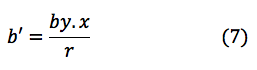 b′ = by.x / r (7)